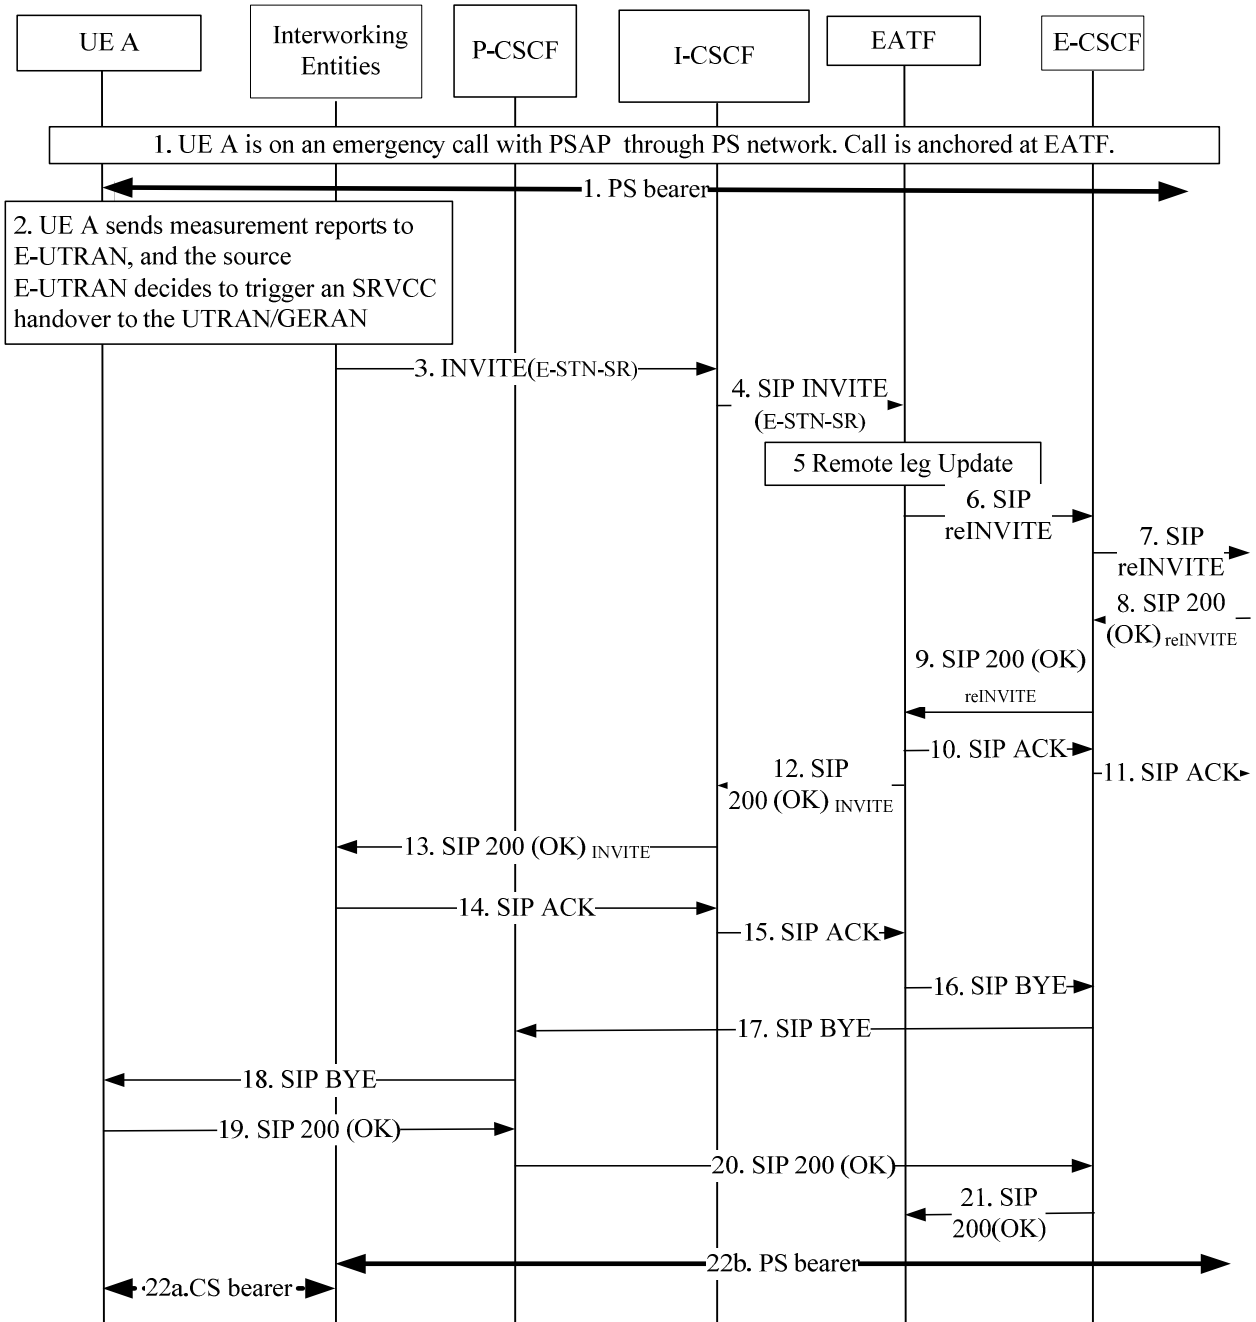 UE A
Interworking
Entities
P-CSCF
I-CSCF
EATF
E-CSCF
1. UE A is on an emergency call with PSAP through PS network. Call is anchored at EATF.
1. PS bearer
2. UE A sends measurement reports to
E-UTRAN, and the source
E-UTRAN decides to trigger an SRVCC
handover to the UTRAN/GERAN
3. INVITE(E-STN-SR)
4. SIP INVITE
(E-STN-SR)
5 Remote leg Update
6. SIP
reINVITE
7. SIP
reINVITE
8. SIP 200
(OK) reINVITE
9. SIP 200 (OK)
reINVITE
10. SIP ACK
11. SIP ACK
12. SIP
200 (OK) INVITE
13. SIP 200 (OK) INVITE
14. SIP ACK
15. SIP ACK
16. SIP BYE
17. SIP BYE
18. SIP BYE
19. SIP 200 (OK)
20. SIP 200 (OK)
21. SIP
200(OK)
22b. PS bearer
22a.CS bearer